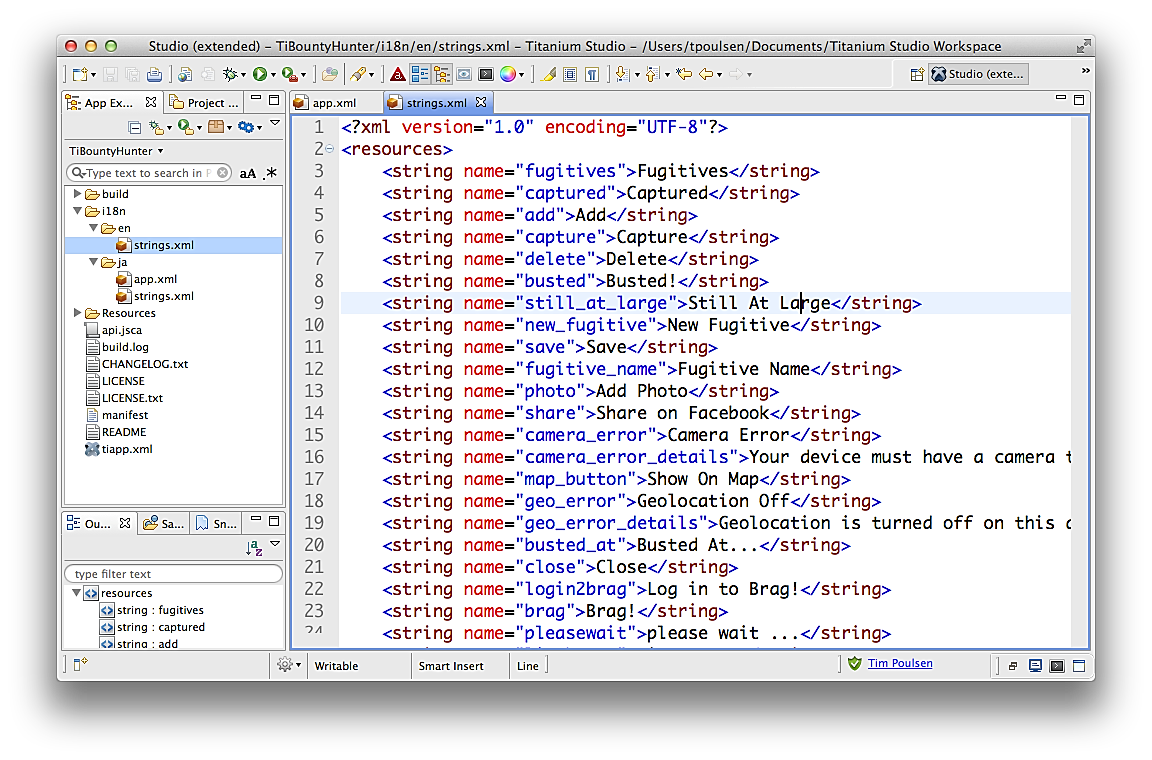 Studio (extended) – TiBountyHunter/i18n/en/strings.xml – Titanium Studio – /Users/tpoulsen/Documents/Titanium Studio Workspace
Studio (exte...
»
App Ex...
Project ...
TiBountyHunter
Type text to search in
aA .*
build
i18n
en
strings.xml
ja
app.xml
strings.xml
Resources
api.jsca
build.log
CHANGELOG.txt
LICENSE
LICENSE.txt
manifest
README
tiapp.xml
Ou...
Sa...
Sn...
type filter text
resources
string : fugitives
string : captured
string : add
app.xml
strings.xml
1 <?xml version="1.0" encoding="UTF-8"?>
2 <resources>
3 <string name="fugitives">Fugitives</string>
4 <string name="captured">Captured</string>
5 <string name="add">Add</string>
6 <string name="capture">Capture</string>
7 <string name="delete">Delete</string>
8 <string name="busted">Busted!</string>
9 <string name="still_at_large">Still At Large</string>
10 <string name="new_fugitive">New Fugitive</string>
11 <string name="save">Save</string>
12 <string name="fugitive_name">Fugitive Name</string>
13 <string name="photo">Add Photo</string>
14 <string name="share">Share on Facebook</string>
15 <string name="camera_error">Camera Error</string>
16 <string name="camera_error_details">Your device must have a camera t
17 <string name="map_button">Show On Map</string>
18 <string name="geo_error">Geolocation Off</string>
19 <string name="geo_error_details">Geolocation is turned off on this
20 <string name="busted_at">Busted At...</string>
21 <string name="close">Close</string>
22 <string name="login2brag">Log in to Brag!</string>
23 <string name="brag">Brag!</string>
24 <string name="pleasewait">please wait ...</string>
Writable
Smart Insert
Line
Tim Poulsen